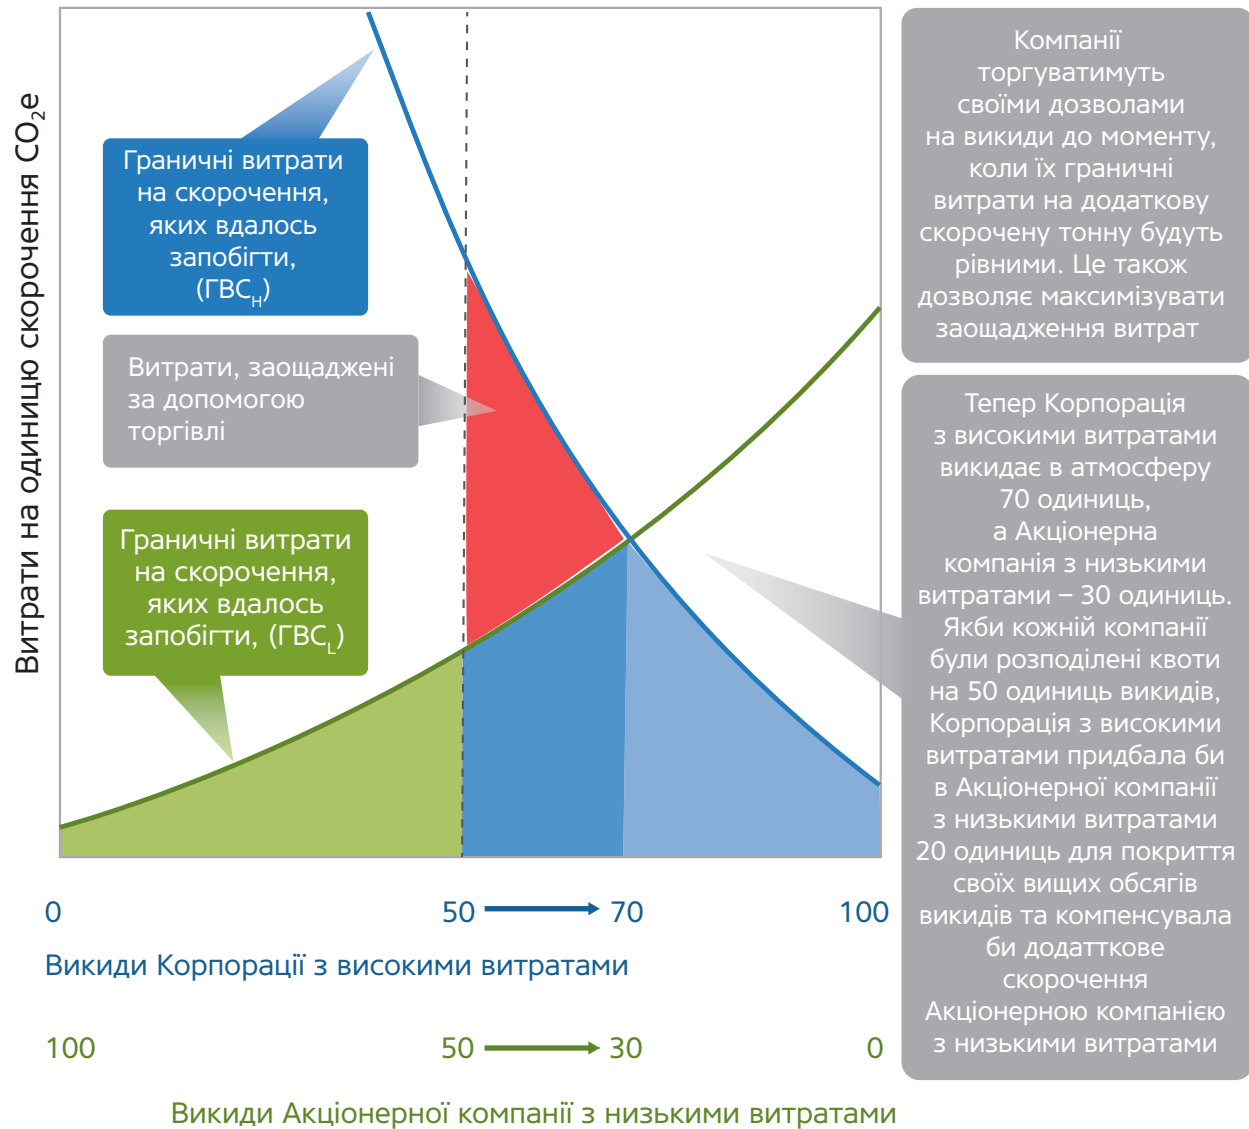 Витрати на одиницю скорочення CO₂e
Граничні витрати
на скорочення,
яких вдалось
запобігти,
(ГВСН)
Витрати, заощаджені
за допомогою
торгівлі
Граничні витрати
на скорочення,
яких вдалось
запобігти, (ГВСL)
Компанії
торгуватимуть
своїми дозволами
на викиди до моменту,
коли їх граничні
витрати на додаткову
скорочену тонну будуть
рівними. Це також
дозволяє максимізувати
заощадження витрат
Тепер Корпорація
з високими витратами
викидає в атмосферу
70 одиниць,
а Акціонерна
компанія з низькими
витратами – 30 одиниць.
Якби кожній компанії
були розподілені квоти
на 50 одиниць викидів,
Корпорація з високими
витратами придбала би
в Акціонерної компанії
з низькими витратами
20 одиниць для покриття
своїх вищих обсягів
викидів та компенсувала
би додатткове
скорочення
Акціонерною компанією
з низькими витратами
0 50 70 100
Викиди Корпорації з високими витратами
100 50 30 0
Викиди Акціонерної компанії з низькими витратами